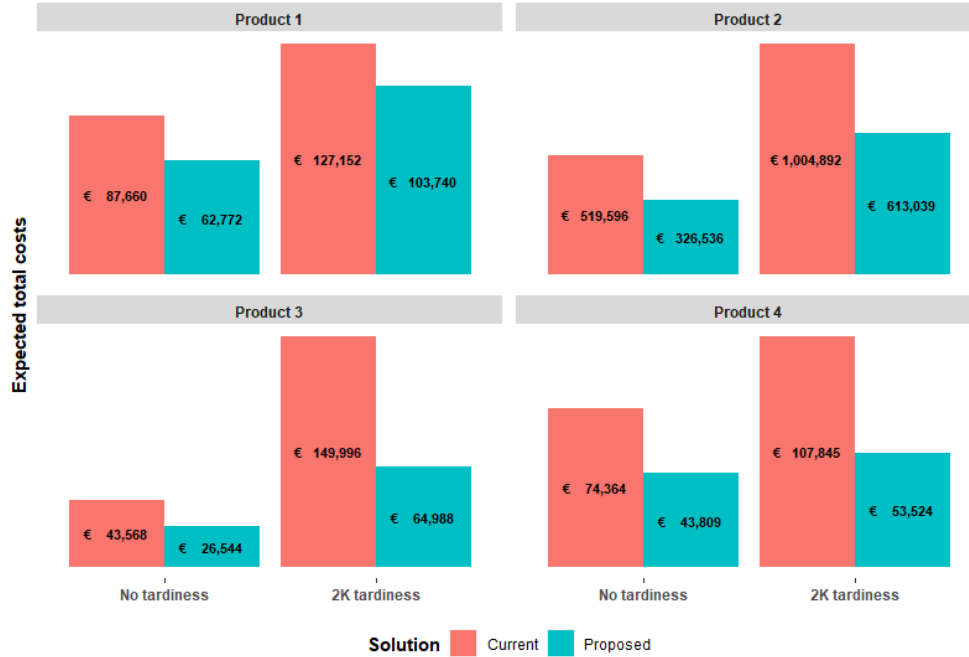 Product 1
Product 2
€ 87,660
€ 62,772
€ 127,152
€ 103,740
€ 519,596
€ 326,536
€ 1,004,892
€ 613,039
Expected total costs
Product 3
Product 4
€ 43,568
€ 26,544
€ 149,996
€ 64,988
€ 74,364
€ 43,809
€ 107,845
€ 53,524
No tardiness
2K tardiness
No tardiness
2K tardiness
Solution Current Proposed